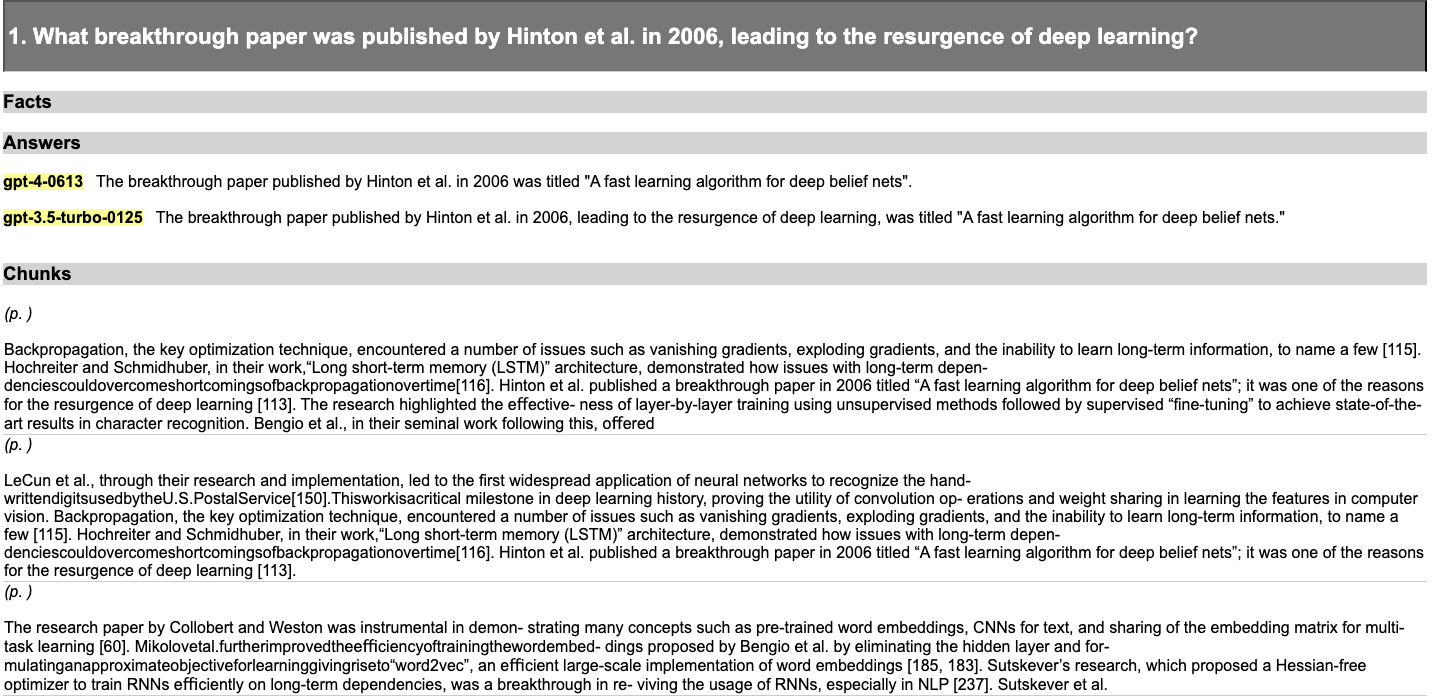 1. What breakthrough paper was published by Hinton et al. in 2006, leading to the resurgence of deep learning?
Facts
Answers
gpt-4-0613 The breakthrough paper published by Hinton et al. in 2006 was titled "A fast learning algorithm for deep belief nets".
gpt-3.5-turbo-0125 The breakthrough paper published by Hinton et al. in 2006, leading to the resurgence of deep learning, was titled "A fast learning algorithm for deep belief nets."
Chunks
(p. )
Backpropagation, the key optimization technique, encountered a number of issues such as vanishing gradients, exploding gradients, and the inability to learn long-term information, to name a few [115].
Hochreiter and Schmidhuber, in their work,“Long short-term memory (LSTM)” architecture, demonstrated how issues with long-term depen-
denciescouldovercomeshortcomingsofbackpropagationovertime[116]. Hinton et al. published a breakthrough paper in 2006 titled “A fast learning algorithm for deep belief nets”; it was one of the reasons
for the resurgence of deep learning [113]. The research highlighted the effective- ness of layer-by-layer training using unsupervised methods followed by supervised “fine-tuning” to achieve state-of-the-
art results in character recognition. Bengio et al., in their seminal work following this, offered
(p. )
LeCun et al., through their research and implementation, led to the first widespread application of neural networks to recognize the hand-
writtendigitsusedbytheU.S.PostalService[150].Thisworkisacritical milestone in deep learning history, proving the utility of convolution op- erations and weight sharing in learning the features in computer
vision. Backpropagation, the key optimization technique, encountered a number of issues such as vanishing gradients, exploding gradients, and the inability to learn long-term information, to name a
few [115]. Hochreiter and Schmidhuber, in their work,“Long short-term memory (LSTM)” architecture, demonstrated how issues with long-term depen-
denciescouldovercomeshortcomingsofbackpropagationovertime[116]. Hinton et al. published a breakthrough paper in 2006 titled “A fast learning algorithm for deep belief nets”; it was one of the reasons
for the resurgence of deep learning [113].
(p. )
The research paper by Collobert and Weston was instrumental in demon- strating many concepts such as pre-trained word embeddings, CNNs for text, and sharing of the embedding matrix for multi-
task learning [60]. Mikolovetal.furtherimprovedtheefficiencyoftrainingthewordembed- dings proposed by Bengio et al. by eliminating the hidden layer and for-
mulatinganapproximateobjectiveforlearninggivingriseto“word2vec”, an efficient large-scale implementation of word embeddings [185, 183]. Sutskever’s research, which proposed a Hessian-free
optimizer to train RNNs efficiently on long-term dependencies, was a breakthrough in re- viving the usage of RNNs, especially in NLP [237]. Sutskever et al.